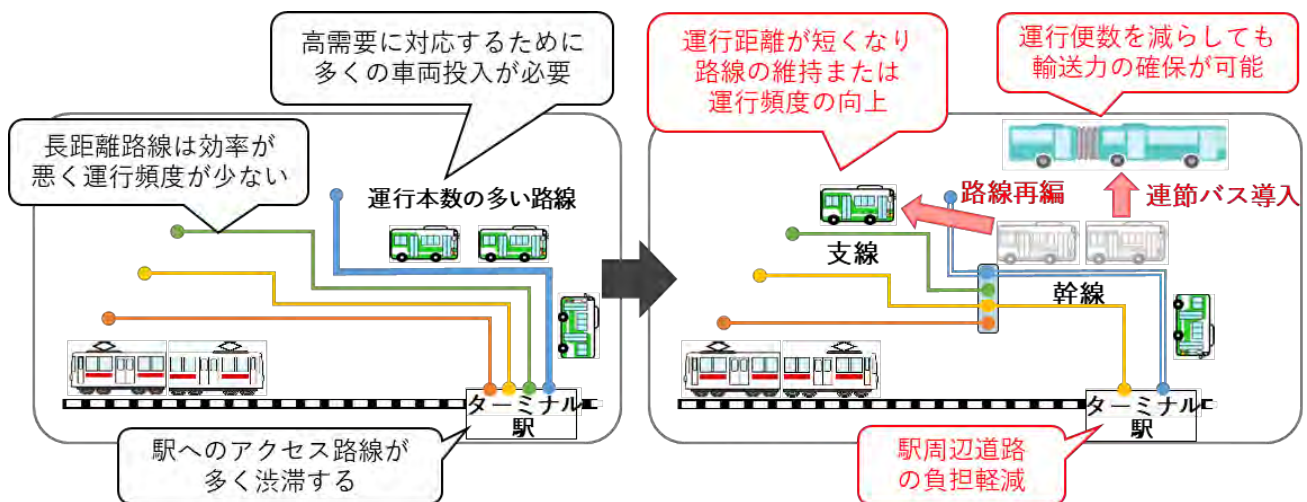 高需要に対応するために
多くの車両投入が必要
長距離路線は効率が
悪く運行頻度が少ない
運行本数の多い路線
ターミナル
駅
駅へのアクセス路線が
多く渋滞する
運行距離が短くなり
路線の維持または
運行頻度の向上
運行便数を減らしても
輸送力の確保が可能
路線再編
連節バス導入
支線
幹線
ターミナル
駅
駅周辺道路
の負担軽減